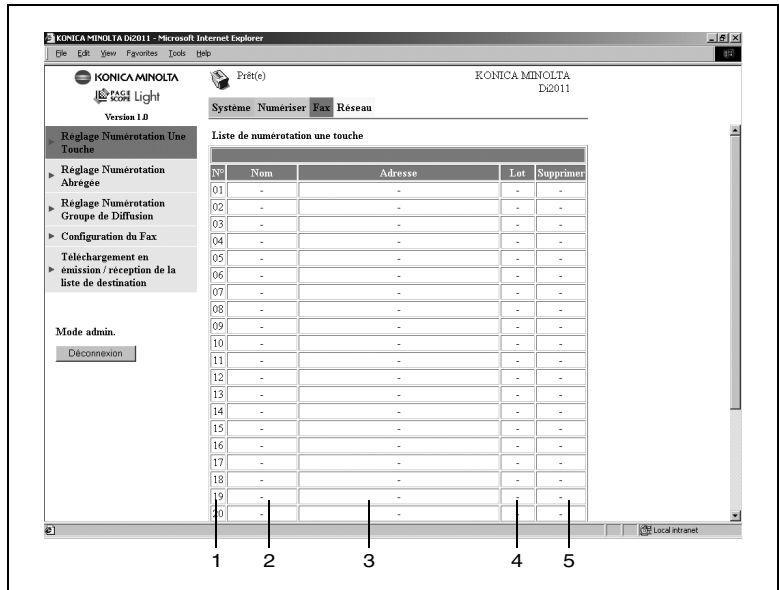 KONICA MINOLTA Di2011 - Microsoft Internet Explorer
File Edit View Favorites Tools Help
KONICA MINOLTA
PAGE SCOPE Light
Version 1.0
Prêt(e)
KONICA MINOLTA
Di2011
Système Numériser Fax Réseau
Réglage Numérotation Une
Touche
Réglage Numérotation
Abrégée
Réglage Numérotation
Groupe de Diffusion
Configuration du Fax
Téléchargement en
émission / réception de la
liste de destination
Mode admin.
Déconnexion
Liste de numérotation une touche
N° Nom Adresse Lot Supprimer
01 - - - -
02 - - - -
03 - - - -
04 - - - -
05 - - - -
06 - - - -
07 - - - -
08 - - - -
09 - - - -
10 - - - -
11 - - - -
12 - - - -
13 - - - -
14 - - - -
15 - - - -
16 - - - -
17 - - - -
18 - - - -
19 - - - -
20 - - - -
Local intranet
1 2 3 4 5